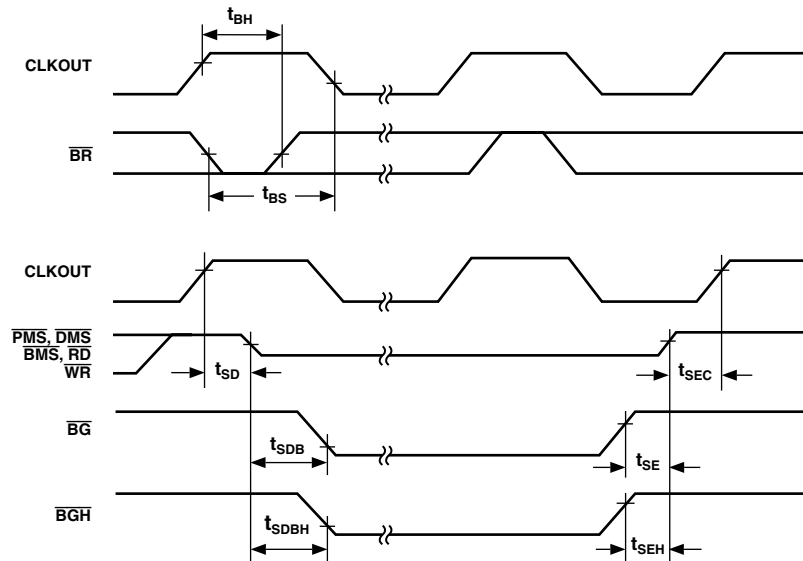 tBH
CLKOUT
BR
tBS
CLKOUT
PMS, DMS
BMS, RD
WR
tSD
tSEC
BG
tSDB
tSE
BGH
tSDBH
tSEH